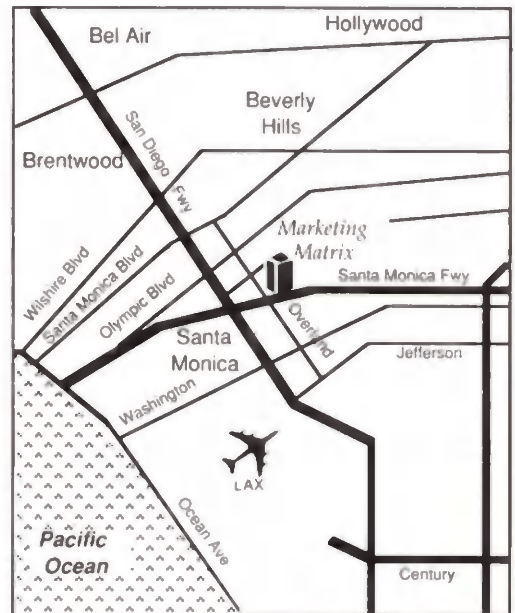 Hollywood
Bel Air
Beverly
Hills
San Diego Fwy
Brentwood
Marketing
Matrix
Wilshire Blvd
Santa Monica Blvd
Olympic Blvd
Santa Monica Fwy
Santa
Monica
Overland
Jefferson
Washington
LAX
Ocean Ave
Pacific
Ocean
Century